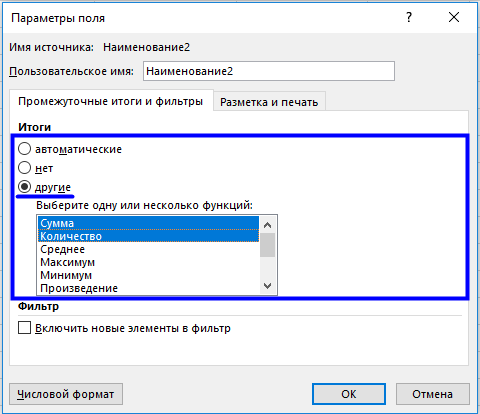 Параметры поля ? ×
Имя источника: Наименование2
Пользовательское имя: Наименование2
Промежуточные итоги и фильтры Разметка и печать
Итоги
автоматические
нет
другие
Выберите одну или несколько функций:
Сумма
Количество
Среднее
Максимум
Минимум
Произведение
Фильтр
Включить новые элементы в фильтр
Числовой формат ОК Отмена